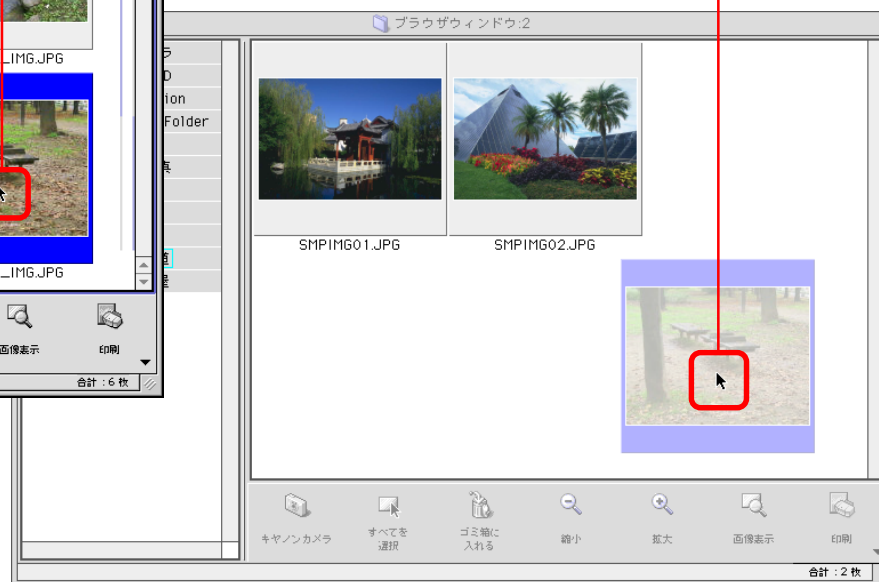 ブラウザウィンドウ:2
_IMG.JPG
ion
Folder
真
SMPIMG01.JPG
SMPIMG02.JPG
_IMG.JPG
画像表示
印刷
合計:6枚
キヤノンカメラ
すべてを
選択
ゴミ箱に
入れる
縮小
拡大
画像表示
印刷
合計:2枚